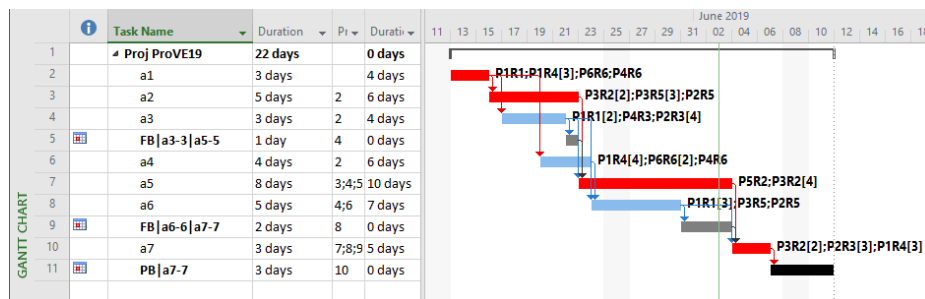 June 2019
Task Name Duration Pr Duratio 11 13 15 17 19 21 23 25 27 29 31 02 04 06 08 10 12 14 16 18
1 Proj ProVE19 22 days 0 days
2 a1 3 days 4 days P1R1;P1R4[3];P6R6;P4R6
3 a2 5 days 2 6 days P3R2[2];P3R5[3];P2R5
4 a3 3 days 2 4 days P1R1[2];P4R3;P2R3[4]
5 FB|a3-3|a5-5 1 day 4 0 days
6 a4 4 days 2 6 days P1R4[4];P6R6[2];P4R6
7 a5 8 days 3;4;5 10 days P5R2;P3R2[4]
8 a6 5 days 4;6 7 days P1R1[3];P3R5;P2R5
9 FB|a6-6|a7-7 2 days 8 0 days
10 a7 3 days 7;8;9 5 days P3R2[2];P2R3[3];P1R4[3]
11 PB|a7-7 3 days 10 0 days
GANTT CHART